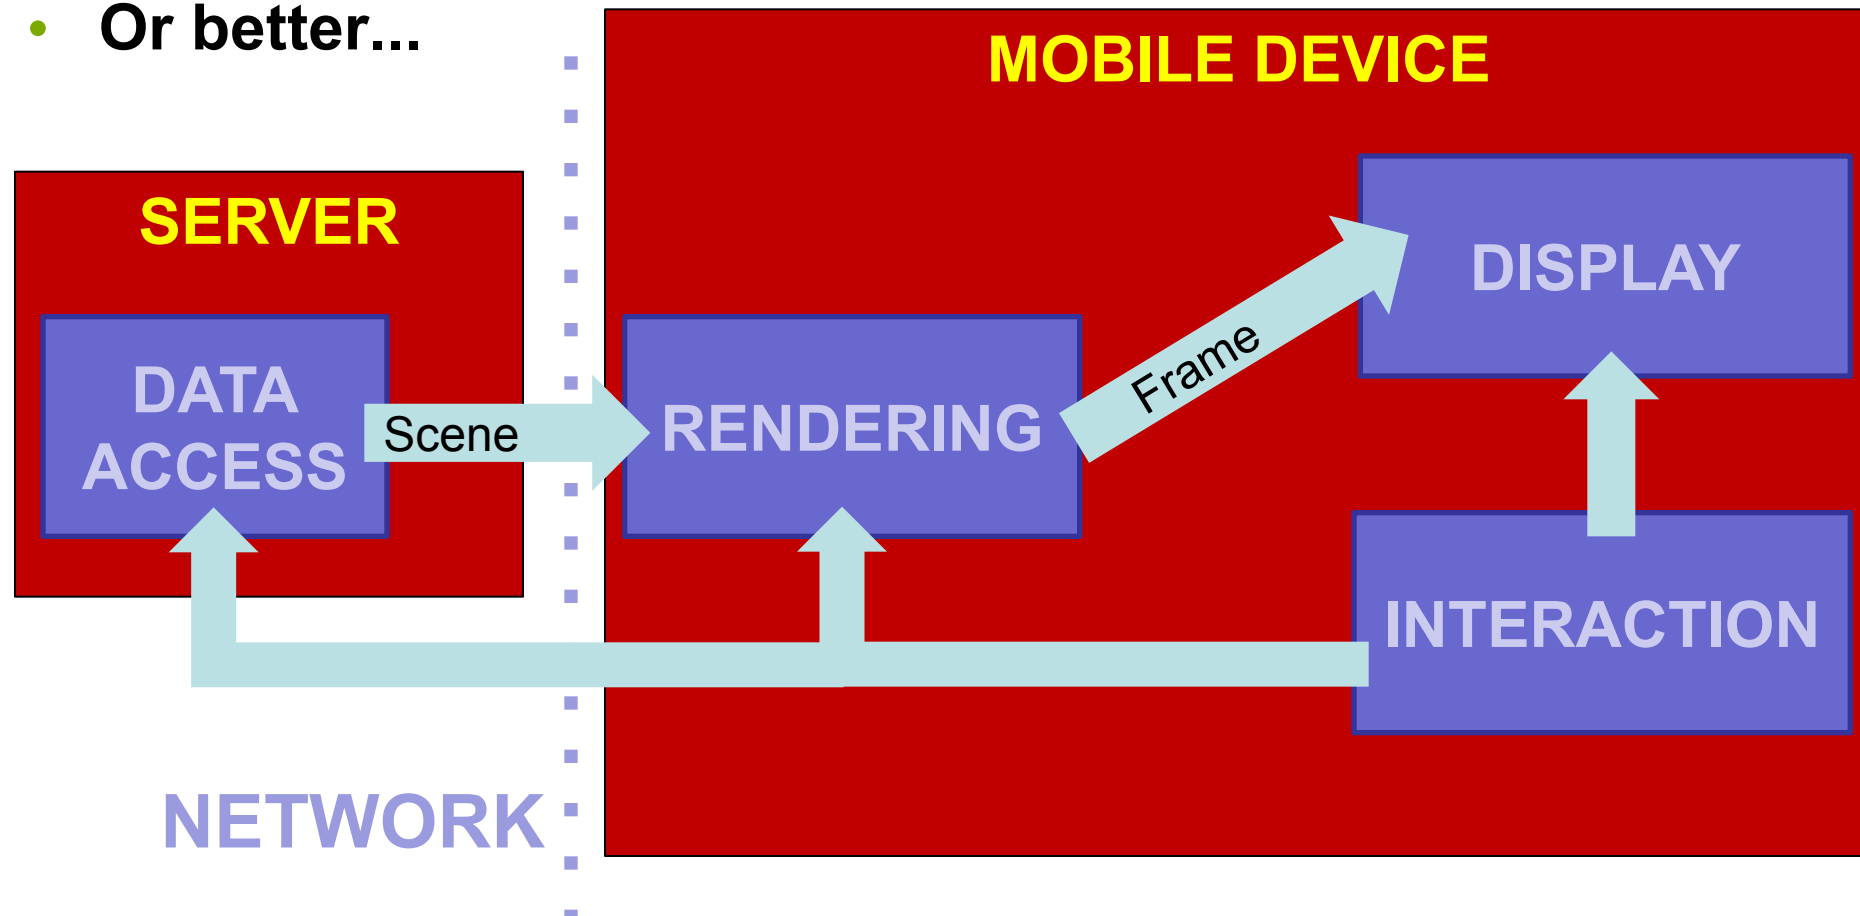 • Or better...
MOBILE DEVICE
SERVER
DISPLAY
DATA
ACCESS
Scene
RENDERING
Frame
INTERACTION
NETWORK